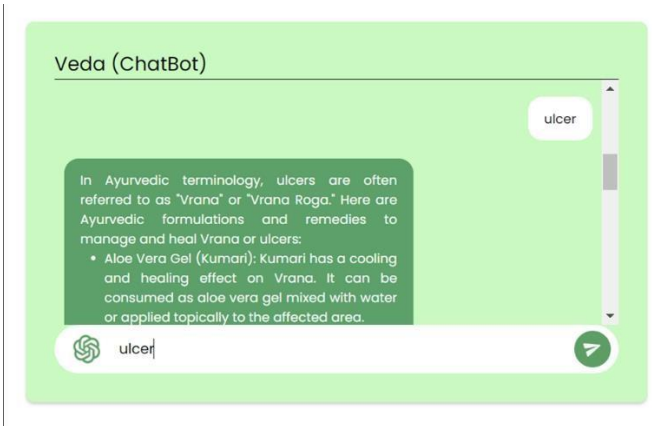 Veda (ChatBot)
ulcer
In Ayurvedic terminology, ulcers are often
referred to as "Vrana" or "Vrana Roga." Here are
Ayurvedic formulations and remedies to
manage and heal Vrana or ulcers:
• Aloe Vera Gel (Kumari): Kumari has a cooling
and healing effect on Vrana. It can be
consumed as aloe vera gel mixed with water
or applied topically to the affected area.
ulcer